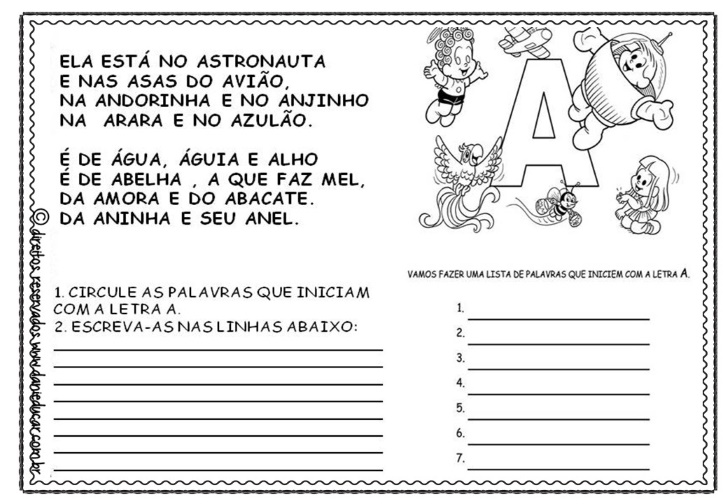 ELA ESTÁ NO ASTRONAUTA
E NAS ASAS DO AVIÃO,
NA ANDORINHA E NO ANJINHO
NA ARARA E NO AZULÃO.
É DE ÁGUA, ÁGUIA E ALHO
É DE ABELHA , A QUE FAZ MEL,
DA AMORA E DO ABACATE.
DA ANINHA E SEU ANEL.
1. CIRCULE AS PALAVRAS QUE INICIAM
COM A LETRA A.
2. ESCREVA-AS NAS LINHAS ABAIXO:
A
VAMOS FAZER UMA LISTA DE PALAVRAS QUE INICIEM COM A LETRA A.
1.
2.
3.
4.
5.
6.
7.
© direitos reservados www.danieducar.com.br